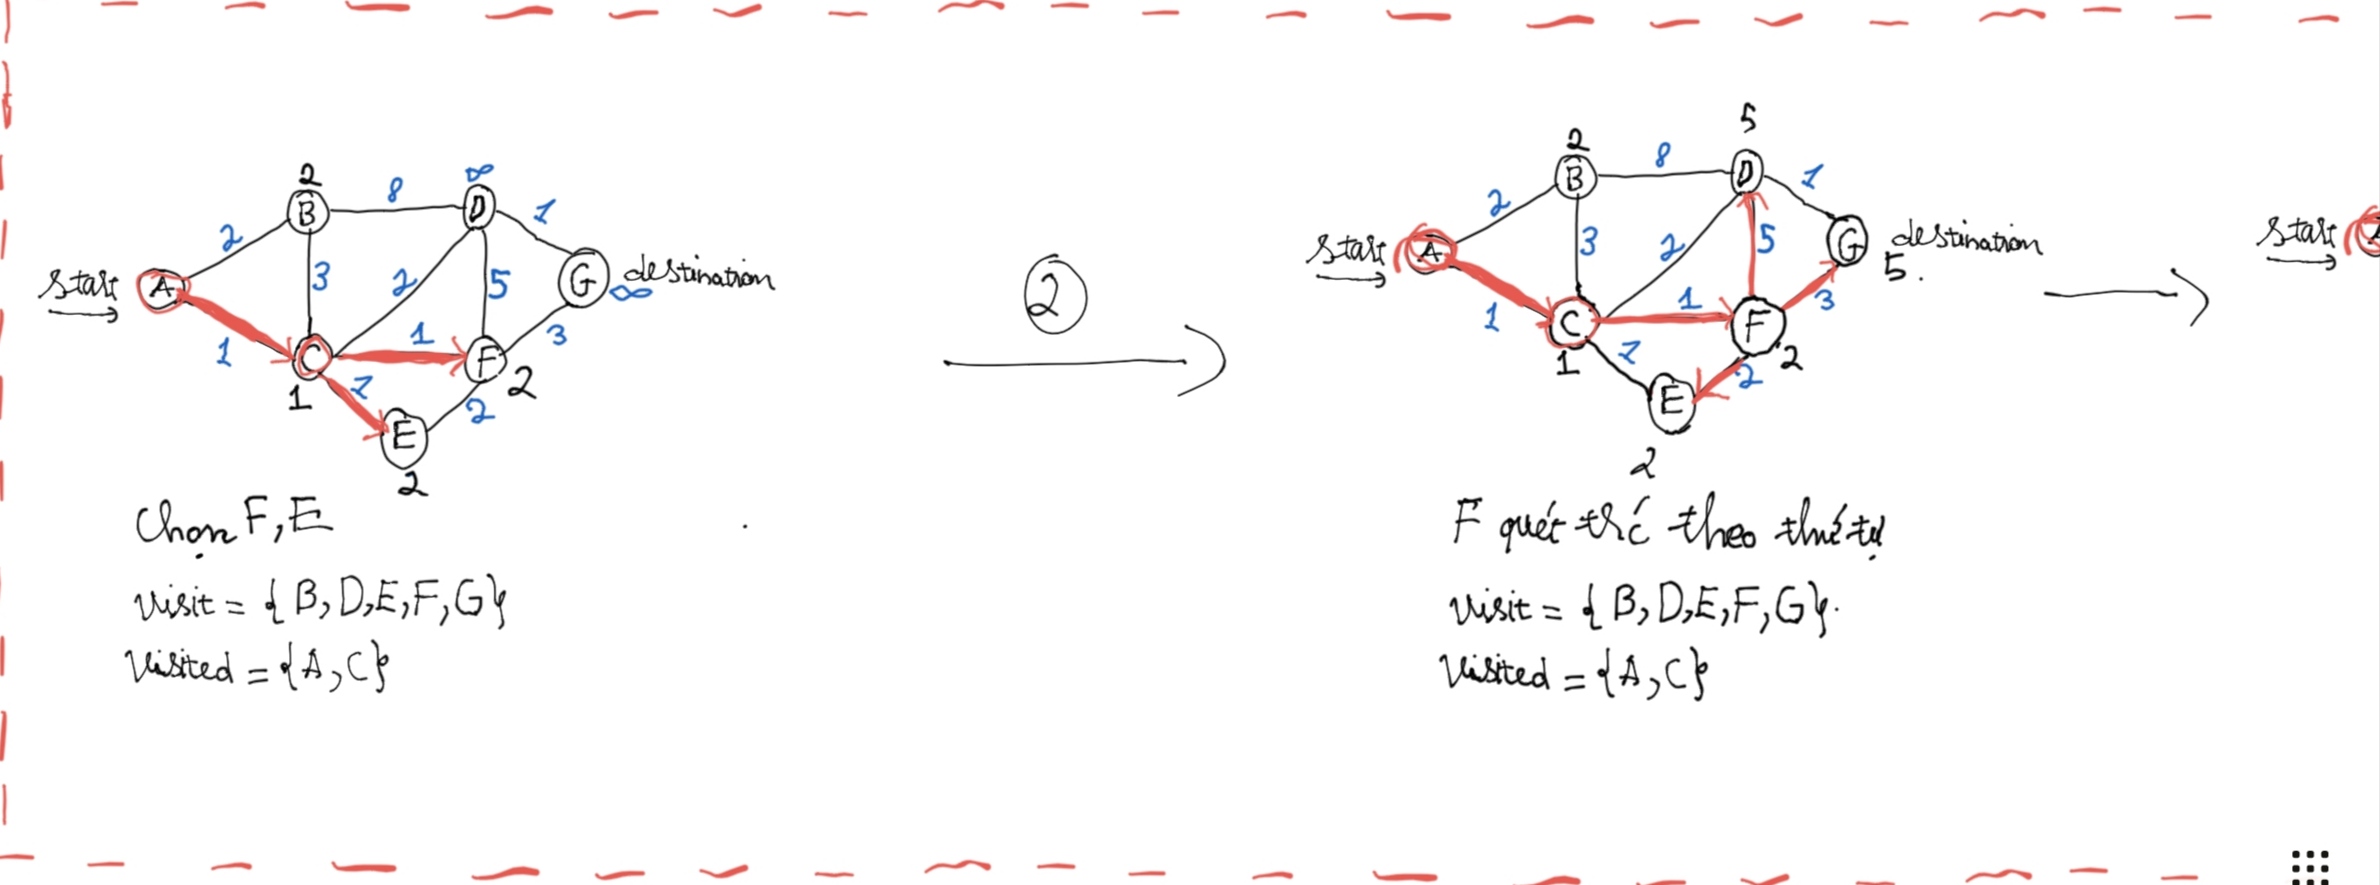 2
∞
B
8
D
1
2
start
A
3
2
5
G
destination
∞
1
C
1
F
3
1
1
2
2
E
2
Chọn F, E
visit = { B, D, E, F, G}
visited = {A, C}
2
5
2
B
8
D
1
2
start
A
3
2
5
G
destination
5.
1
C
1
F
3
1
1
2
2
E
2
F quét
theo thứ tự
visit = { B, D, E, F, G}.
visited = {A, C}
start